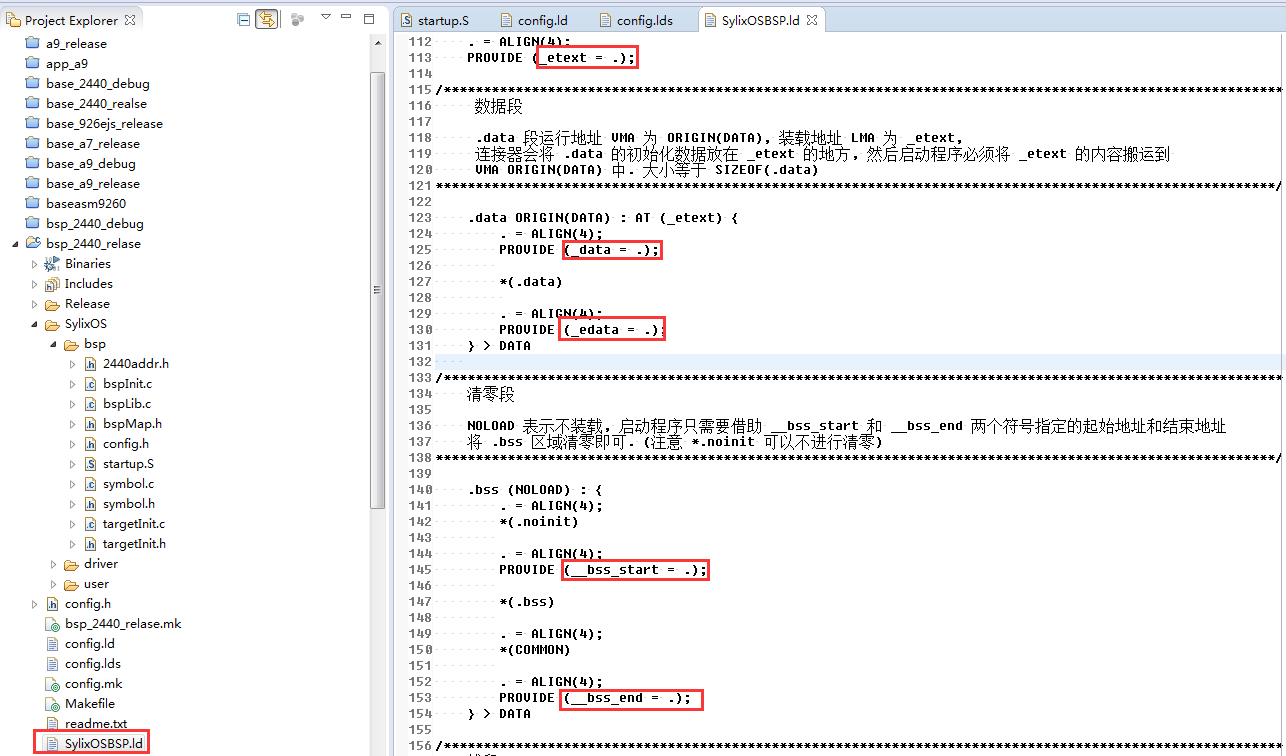 Project Explorer
a9_release
app_a9
base_2440_debug
base_2440_realse
base_926ejs_release
base_a7_release
base_a9_debug
base_a9_release
baseasm9260
bsp_2440_debug
bsp_2440_relase
Binaries
Includes
Release
SylixOS
bsp
2440addr.h
bspInit.c
bspLib.c
bspMap.h
config.h
startup.S
symbol.c
symbol.h
targetInit.c
targetInit.h
driver
user
config.h
bsp_2440_relase.mk
config.ld
config.lds
config.mk
Makefile
readme.txt
SylixOSBSP.ld
startup.S config.ld config.lds SylixOSBSP.ld
112 . = ALIGN(4);
113 PROVIDE (_etext = .);
114
115 /***************************************************************************************************
116 数据段
117
118 .data 段运行地址 VMA 为 ORIGIN(DATA), 装载地址 LMA 为 _etext,
119 连接器会将 .data 的初始化数据放在 _etext 的地方, 然后启动程序必须将 _etext 的内容搬运到
120 VMA ORIGIN(DATA) 中. 大小等于 SIZEOF(.data)
121 ***************************************************************************************************/
122
123 .data ORIGIN(DATA) : AT (_etext) {
124 . = ALIGN(4);
125 PROVIDE (_data = .);
126
127 *(.data)
128
129 . = ALIGN(4);
130 PROVIDE (_edata = .);
131 } > DATA
132
133 /***************************************************************************************************
134 清零段
135
136 NOLOAD 表示不装载, 启动程序只需要借助 __bss_start 和 __bss_end 两个符号指定的起始地址和结束地址
137 将 .bss 区域清零即可. (注意 *.noinit 可以不进行清零)
138 ***************************************************************************************************/
139
140 .bss (NOLOAD) : {
141 . = ALIGN(4);
142 *(.noinit)
143
144 . = ALIGN(4);
145 PROVIDE (__bss_start = .);
146
147 *(.bss)
148
149 . = ALIGN(4);
150 *(COMMON)
151
152 . = ALIGN(4);
153 PROVIDE (__bss_end = .);
154 } > DATA
155
156 /***************************************************************************************************